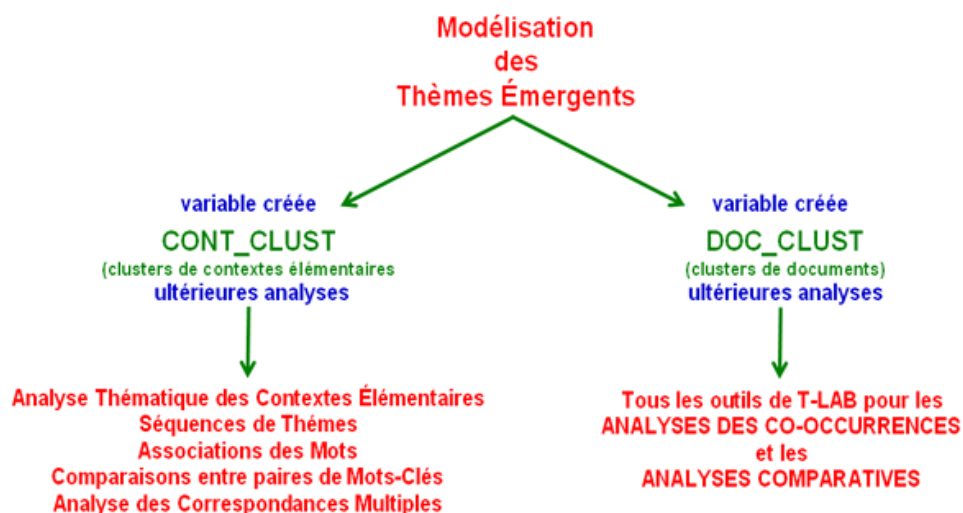 Modélisation
des
Thèmes Émergents
variable créée
CONT_CLUST
(clusters de contextes élémentaires
ultérieures analyses
Analyse Thématique des Contextes Élémentaires
Séquences de Thèmes
Associations des Mots
Comparaisons entre paires de Mots-Clés
Analyse des Correspondances Multiples
variable créée
DOC_CLUST
(clusters de documents)
ultérieures analyses
Tous les outils de T-LAB pour les
ANALYSES DES CO-OCCURRENCES
et les
ANALYSES COMPARATIVES